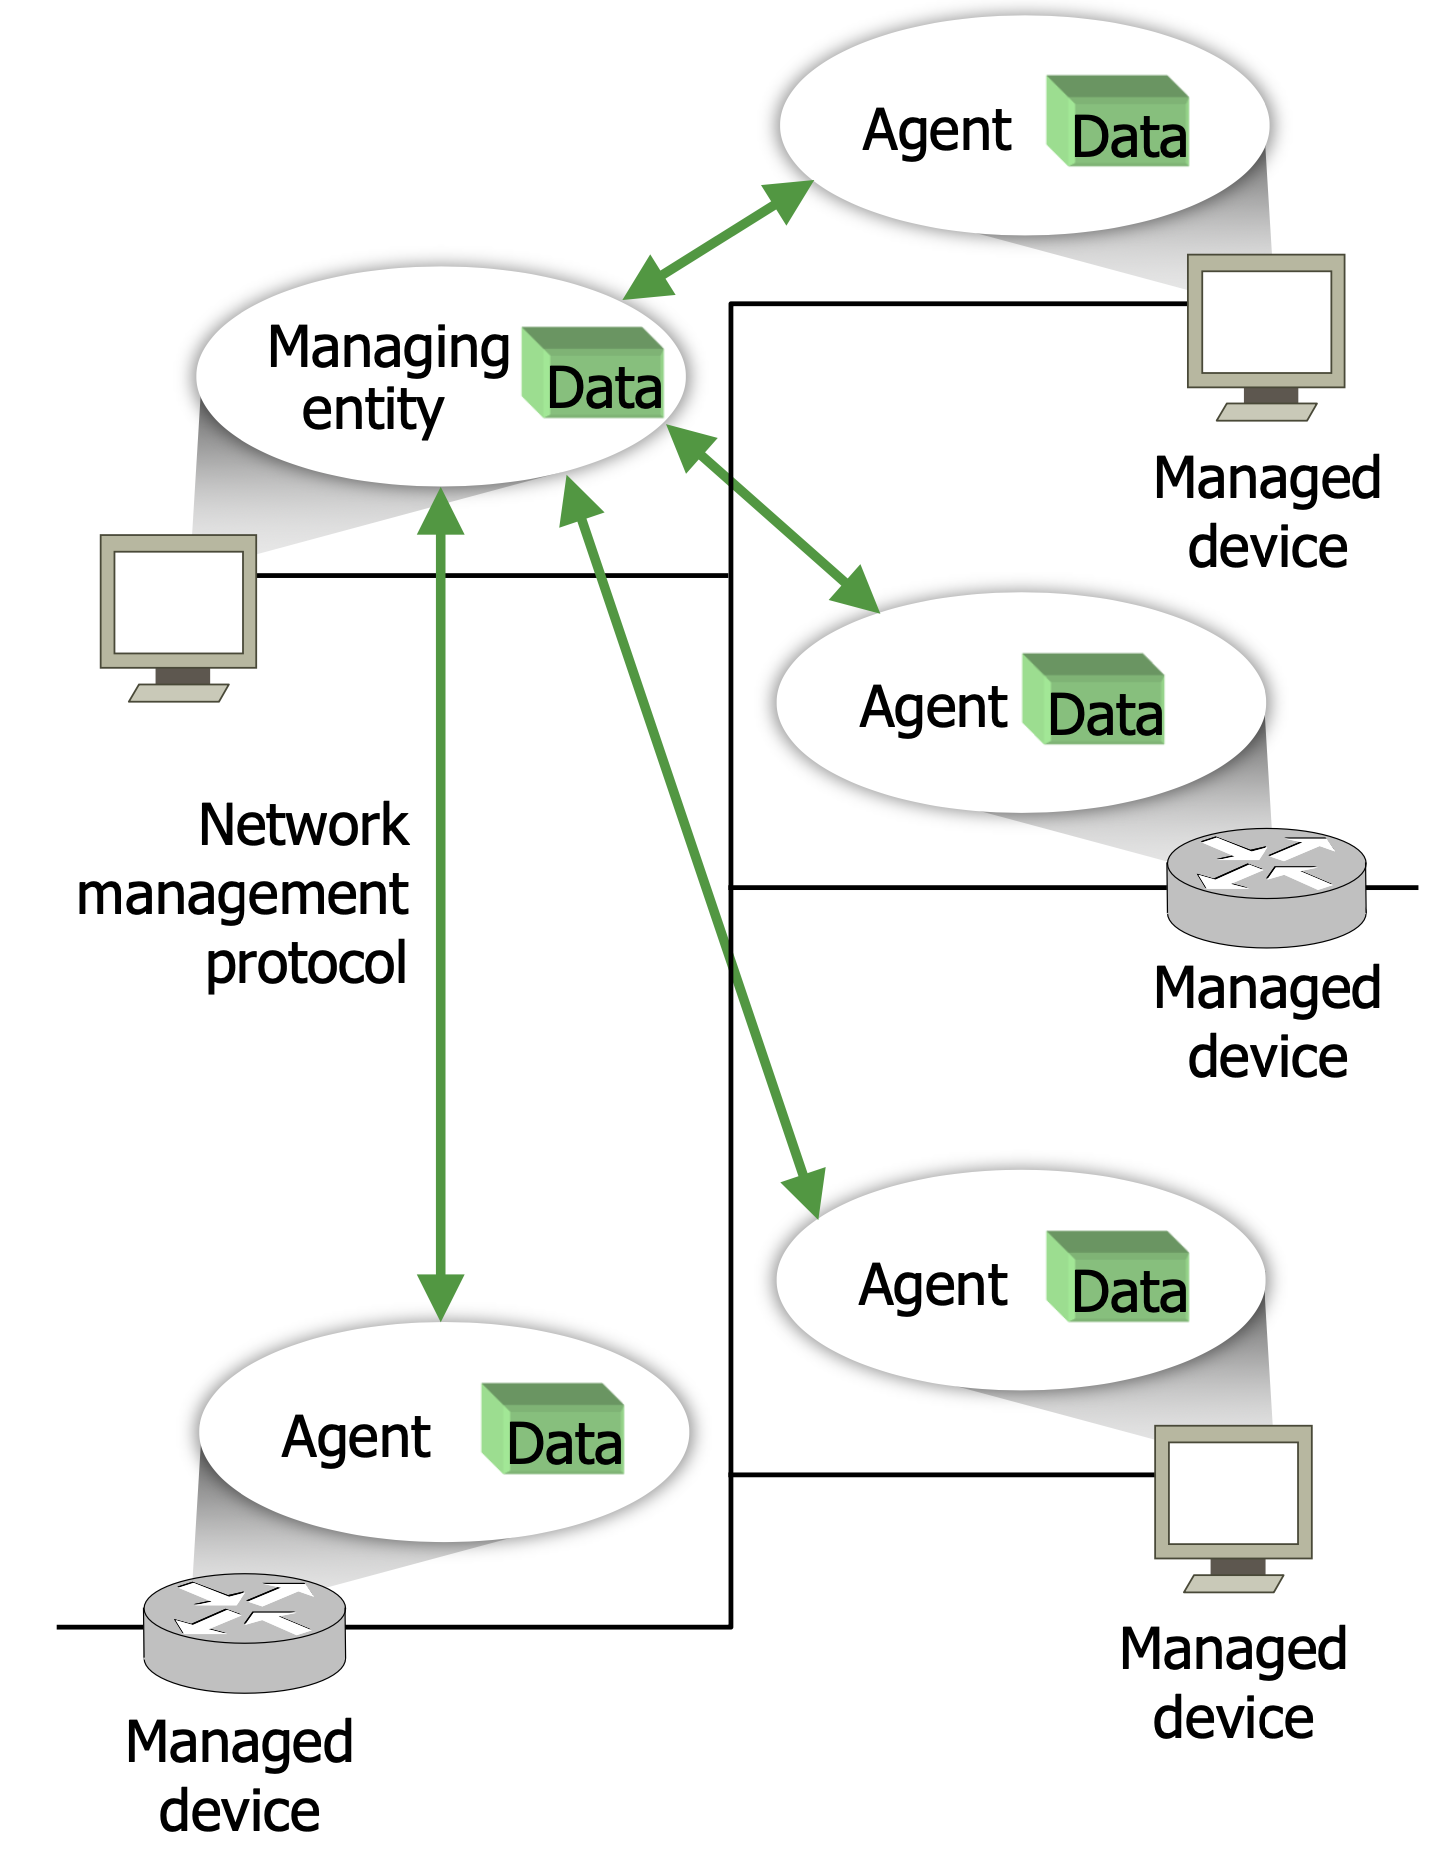 Agent
Data
Managing
entity
Data
Managed
device
Agent
Data
Network
management
protocol
Managed
device
Agent
Data
Agent
Data
Managed
device
Managed
device